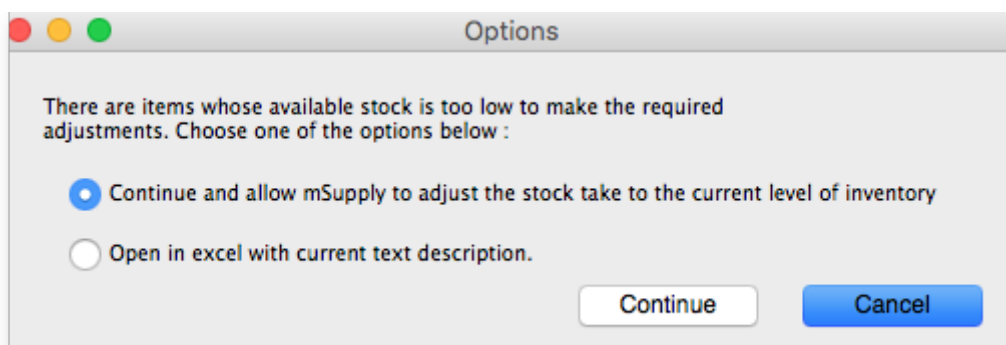 Options
There are items whose available stock is too low to make the required
adjustments. Choose one of the options below :
Continue and allow mSupply to adjust the stock take to the current level of inventory
Open in excel with current text description.
Continue
Cancel